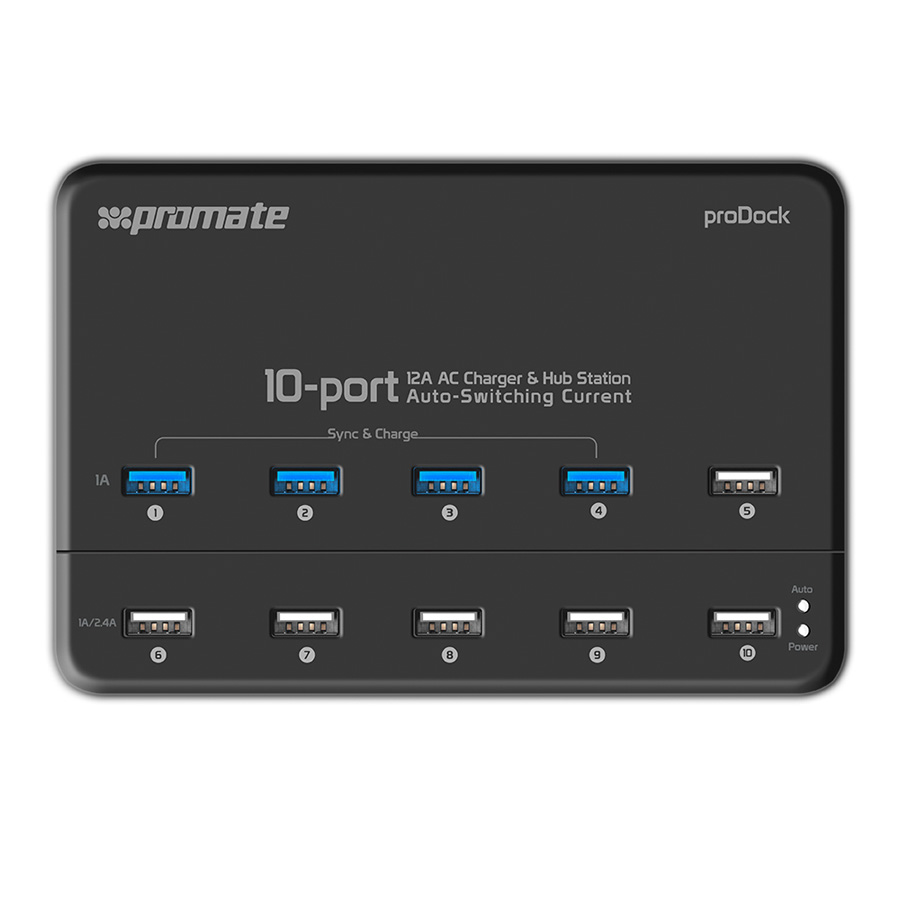 promate
proDock
10-port
12A AC Charger & Hub Station
Auto-Switching Current
Sync & Charge
1A
1
2
3
4
5
1A/2.4A
6
7
8
9
10
Auto
Power